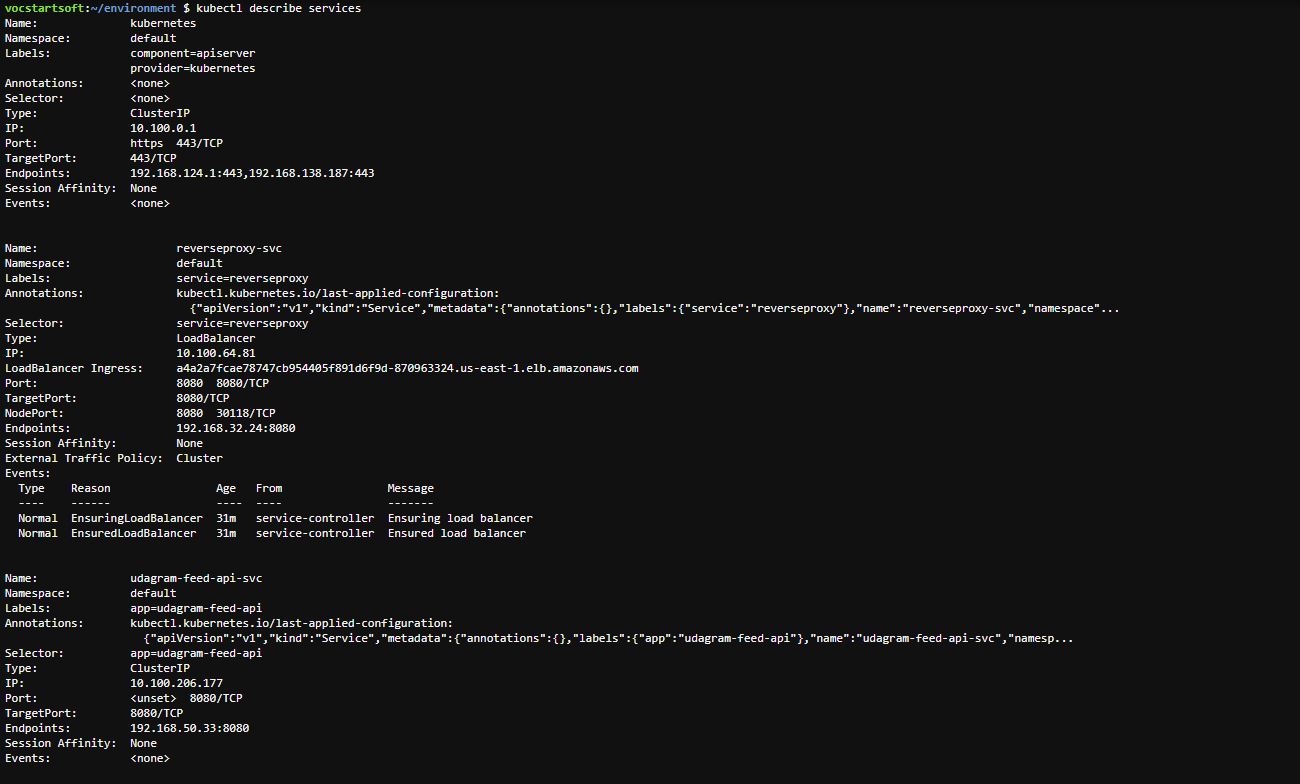 vocstartsoft:~/environment $ kubectl describe services
Name:              kubernetes
Namespace:         default
Labels:            component=apiserver
                   provider=kubernetes
Annotations:       <none>
Selector:          <none>
Type:              ClusterIP
IP:                10.100.0.1
Port:              https  443/TCP
TargetPort:        443/TCP
Endpoints:         192.168.124.1:443,192.168.138.187:443
Session Affinity:  None
Events:            <none>

Name:                     reverseproxy-svc
Namespace:                default
Labels:                   service=reverseproxy
Annotations:              kubectl.kubernetes.io/last-applied-configuration:
                            {"apiVersion":"v1","kind":"Service","metadata":{"annotations":{},"labels":{"service":"reverseproxy"},"name":"reverseproxy-svc","namespace"...
Selector:                 service=reverseproxy
Type:                     LoadBalancer
IP:                       10.100.64.81
LoadBalancer Ingress:     a4a2a7fcae78747cb954405f891d6f9d-870963324.us-east-1.elb.amazonaws.com
Port:                     8080  8080/TCP
TargetPort:               8080/TCP
NodePort:                 8080  30118/TCP
Endpoints:                192.168.32.24:8080
Session Affinity:         None
External Traffic Policy:  Cluster
Events:
  Type    Reason                Age   From                Message
  ----    ------                ----  ----                -------
  Normal  EnsuringLoadBalancer  31m   service-controller  Ensuring load balancer
  Normal  EnsuredLoadBalancer   31m   service-controller  Ensured load balancer

Name:              udagram-feed-api-svc
Namespace:         default
Labels:            app=udagram-feed-api
Annotations:       kubectl.kubernetes.io/last-applied-configuration:
                     {"apiVersion":"v1","kind":"Service","metadata":{"annotations":{},"labels":{"app":"udagram-feed-api"},"name":"udagram-feed-api-svc","namesp...
Selector:          app=udagram-feed-api
Type:              ClusterIP
IP:                10.100.206.177
Port:              <unset>  8080/TCP
TargetPort:        8080/TCP
Endpoints:         192.168.50.33:8080
Session Affinity:  None
Events:            <none>